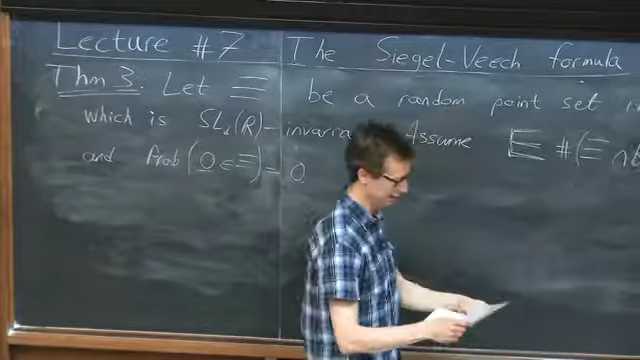 Lecture #7 The Siegel-Veech formula
Thm 3. Let Ξ be a random point set
which is SL_d(R)-invaria Assume E #(Ξ ∩
and Prob(0 ∈ Ξ) = 0.